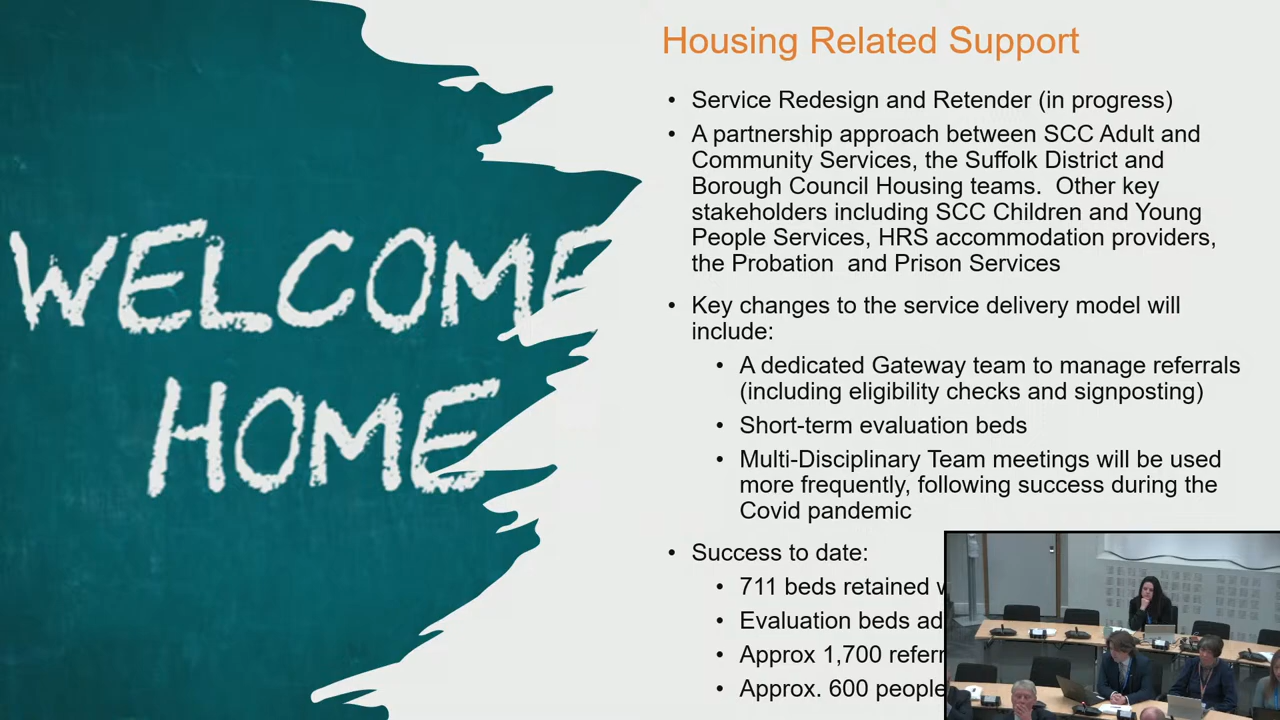 WELCOME
HOME
Housing Related Support
• Service Redesign and Retender (in progress)
• A partnership approach between SCC Adult and
Community Services, the Suffolk District and
Borough Council Housing teams. Other key
stakeholders including SCC Children and Young
People Services, HRS accommodation providers,
the Probation and Prison Services
• Key changes to the service delivery model will
include:
• A dedicated Gateway team to manage referrals
(including eligibility checks and signposting)
• Short-term evaluation beds
• Multi-Disciplinary Team meetings will be used
more frequently, following success during the
Covid pandemic
• Success to date:
• 711 beds retained
• Evaluation beds
• Approx 1,700
• Approx. 600 people